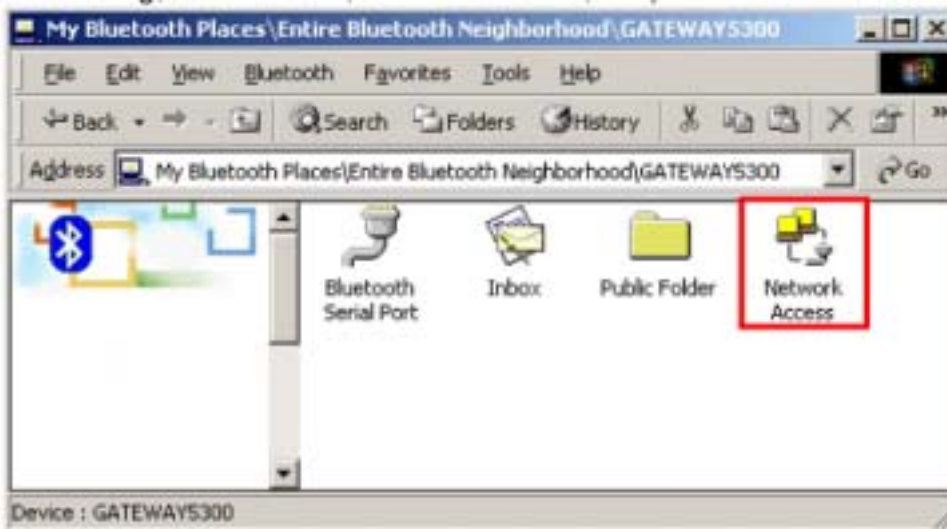 My Bluetooth Places\Entire Bluetooth Neighborhood\GATEWAY5300
File Edit View Bluetooth Favorites Tools Help
Back Search Folders History »
Address My Bluetooth Places\Entire Bluetooth Neighborhood\GATEWAY5300 Go
Bluetooth Serial Port
Inbox
Public Folder
Network Access
Device : GATEWAY5300